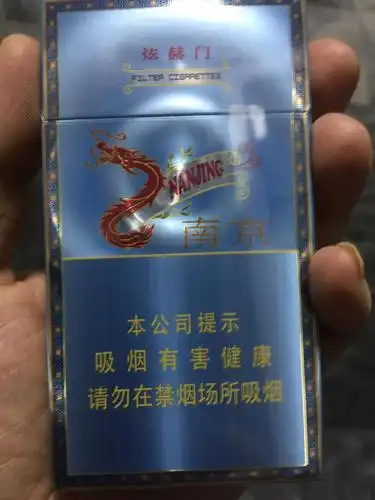 炫赫门
FILTER CIGARETTES
NANJING
南京
本公司提示
吸烟有害健康
请勿在禁烟场所吸烟